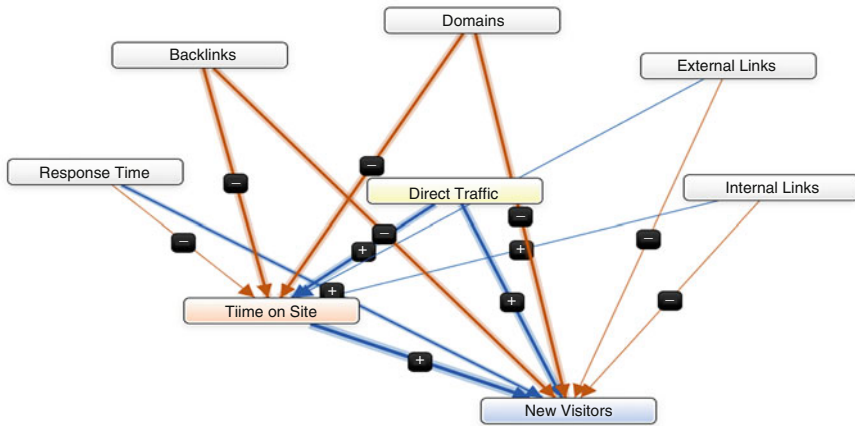 Domains
Backlinks
External Links
Response Time
Direct Traffic
Internal Links
−
−
−
−
−
−
+
+
−
+
+
−
Tiime on Site
+
New Visitors